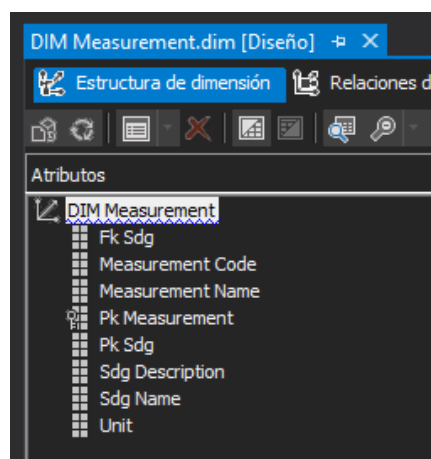 DIM Measurement.dim [Diseño]
Estructura de dimensión Relaciones d
Atributos
DIM Measurement
Fk Sdg
Measurement Code
Measurement Name
Pk Measurement
Pk Sdg
Sdg Description
Sdg Name
Unit